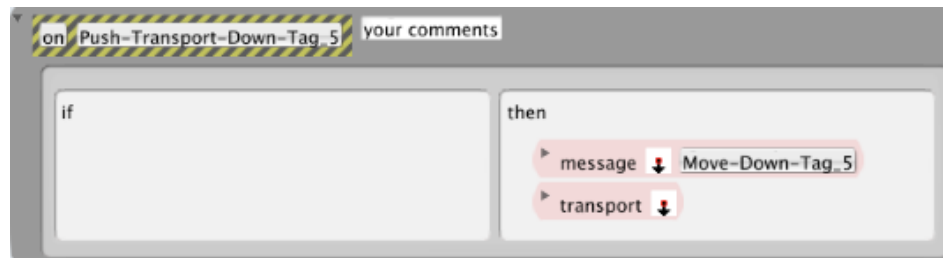 on Push-Transport-Down-Tag_5 your comments
if
then
message Move-Down-Tag_5
transport